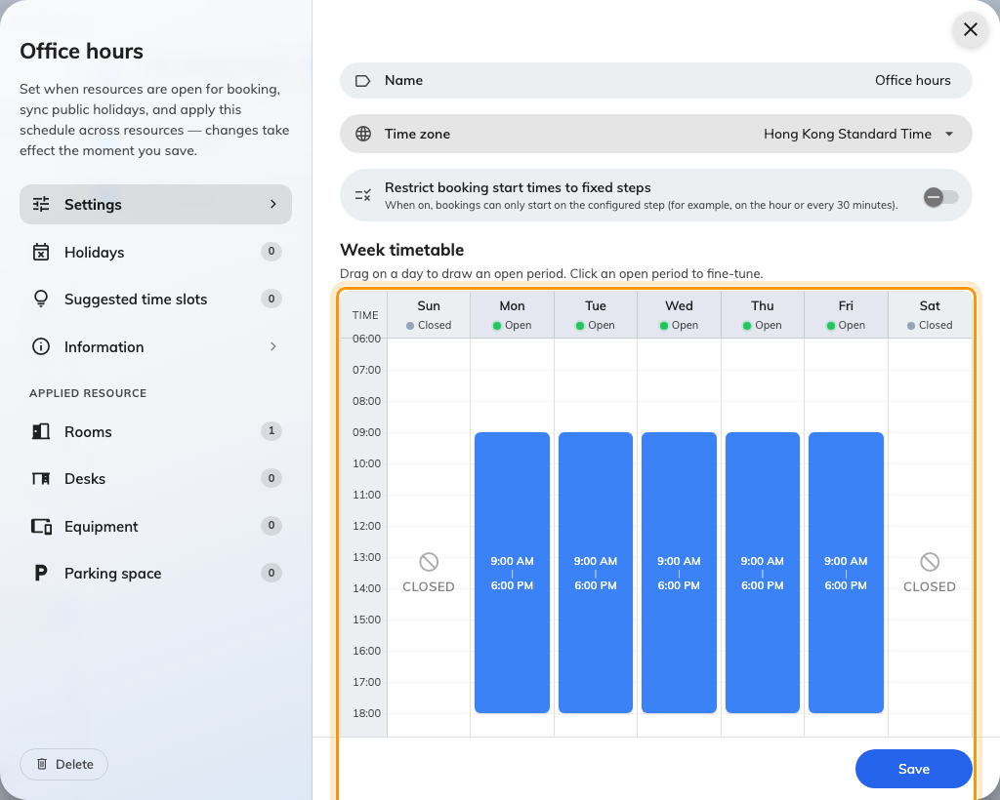 Office hours
Set when resources are open for booking,
sync public holidays, and apply this
schedule across resources — changes take
effect the moment you save.
Settings
Holidays 0
Suggested time slots 0
Information
APPLIED RESOURCE
Rooms 1
Desks 0
Equipment 0
Parking space 0
Delete
Name Office hours
Time zone Hong Kong Standard Time
Restrict booking start times to fixed steps
When on, bookings can only start on the configured step (for example, on the hour or every 30 minutes).
Week timetable
Drag on a day to draw an open period. Click an open period to fine-tune.
TIME Sun Mon Tue Wed Thu Fri Sat
Closed Open Open Open Open Open Closed
06:00
07:00
08:00
09:00
10:00
11:00
12:00
13:00
9:00 AM 9:00 AM 9:00 AM 9:00 AM 9:00 AM
6:00 PM 6:00 PM 6:00 PM 6:00 PM 6:00 PM
14:00 CLOSED CLOSED
15:00
16:00
17:00
18:00
Save